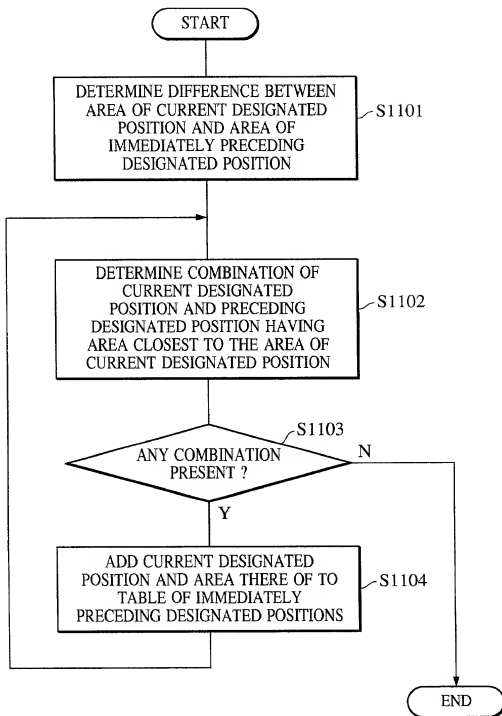 START
DETERMINE DIFFERENCE BETWEEN
AREA OF CURRENT DESIGNATED
POSITION AND AREA OF
IMMEDIATELY PRECEDING
DESIGNATED POSITION
S1101
DETERMINE COMBINATION OF
CURRENT DESIGNATED
POSITION AND PRECEDING
DESIGNATED POSITION HAVING
AREA CLOSEST TO THE AREA OF
CURRENT DESIGNATED POSITION
S1102
S1103
ANY COMBINATION
PRESENT ?
N
Y
ADD CURRENT DESIGNATED
POSITION AND AREA THERE OF TO
TABLE OF IMMEDIATELY
PRECEDING DESIGNATED POSITIONS
S1104
END